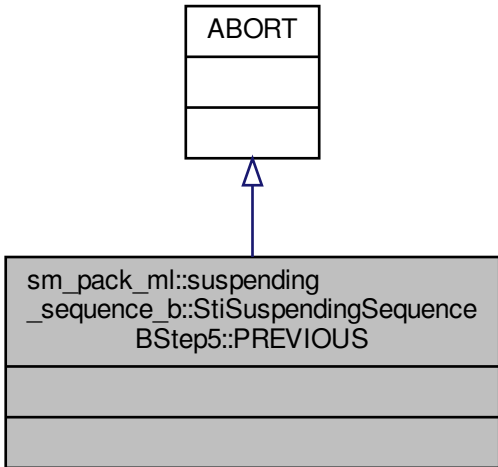 ABORT
sm_pack_ml::suspending
_sequence_b::StiSuspendingSequence
BStep5::PREVIOUS